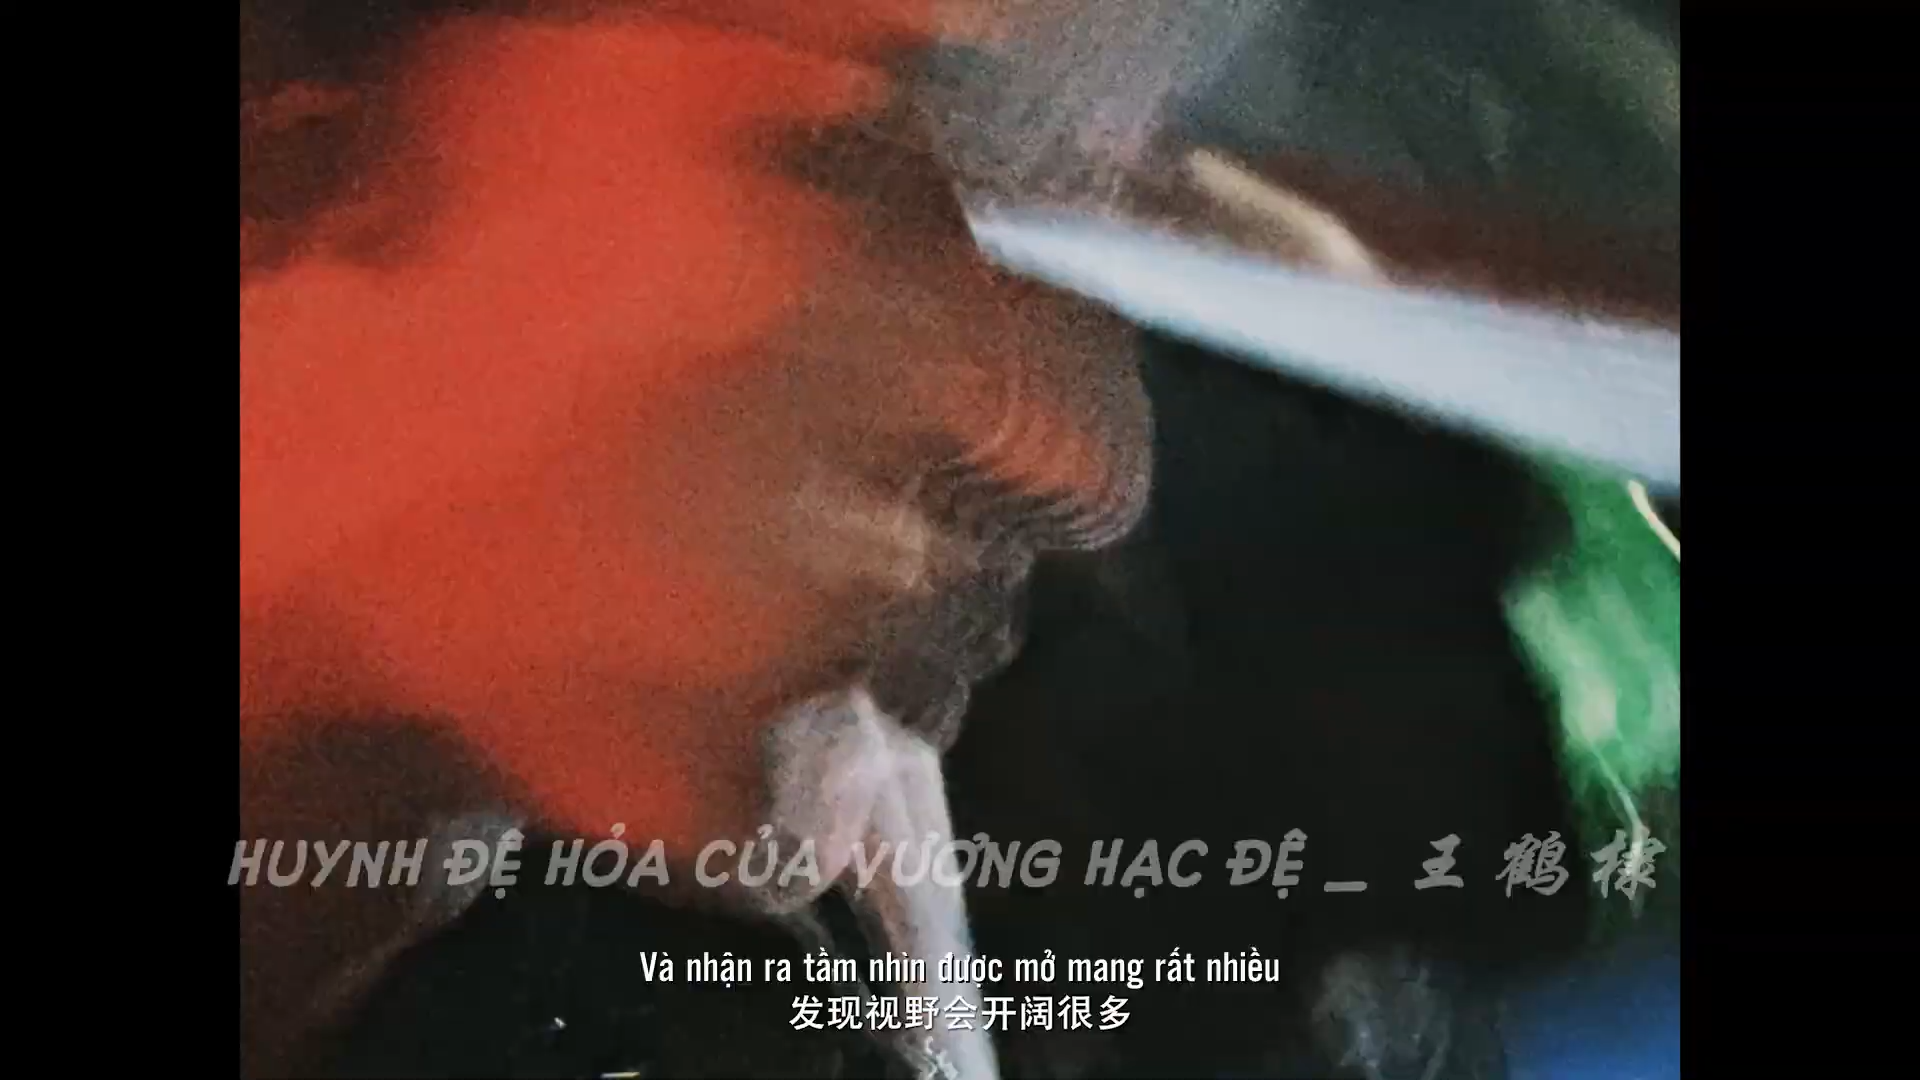 HUYNH ĐỆ HỎA CỦA VƯƠNG HẠC ĐỆ _ 王鹤棣
Và nhận ra tầm nhìn được mở mang rất nhiều
发现视野会开阔很多